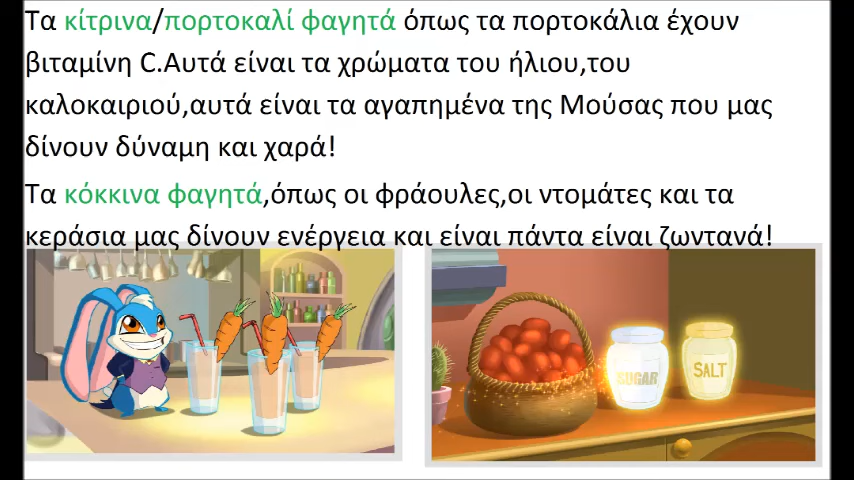 Τα κίτρινα/πορτοκαλί φαγητά όπως τα πορτοκάλια έχουν
βιταμίνη C.Αυτά είναι τα χρώματα του ήλιου,του
καλοκαιριού,αυτά είναι τα αγαπημένα της Μούσας που μας
δίνουν δύναμη και χαρά!
Τα κόκκινα φαγητά,όπως οι φράουλες,οι ντομάτες και τα
κεράσια μας δίνουν ενέργεια και είναι πάντα είναι ζωντανά!
SUGAR
SALT